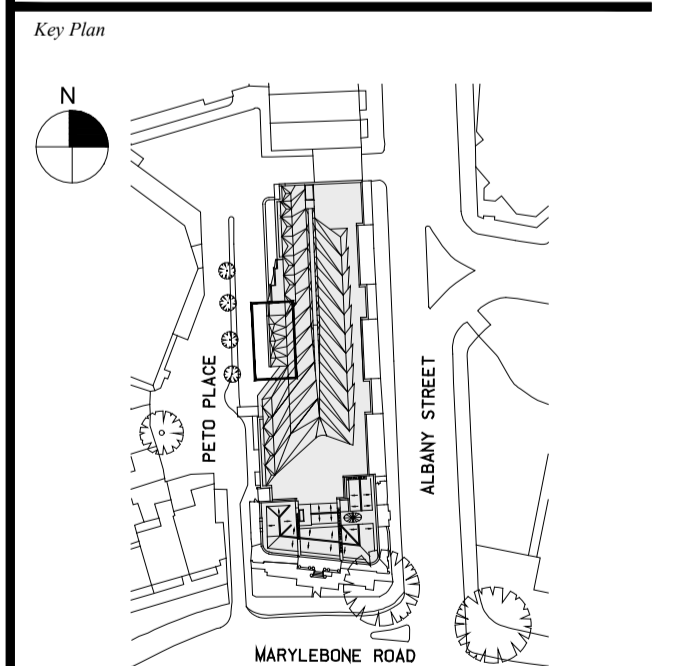 Key Plan
N
PETO PLACE
ALBANY STREET
MARYLEBONE ROAD